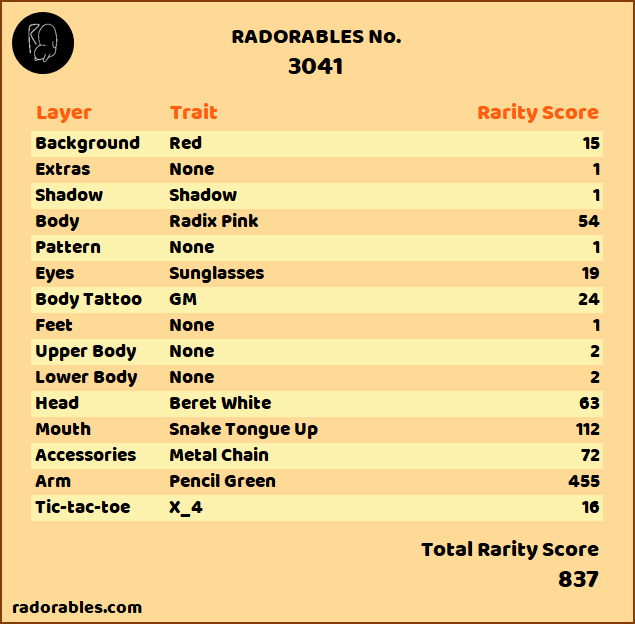 RADORABLES No.
3041
Layer Trait Rarity Score
Background Red 15
Extras None 1
Shadow Shadow 1
Body Radix Pink 54
Pattern None 1
Eyes Sunglasses 19
Body Tattoo GM 24
Feet None 1
Upper Body None 2
Lower Body None 2
Head Beret White 63
Mouth Snake Tongue Up 112
Accessories Metal Chain 72
Arm Pencil Green 455
Tic-tac-toe X_4 16
Total Rarity Score
837
radorables.com